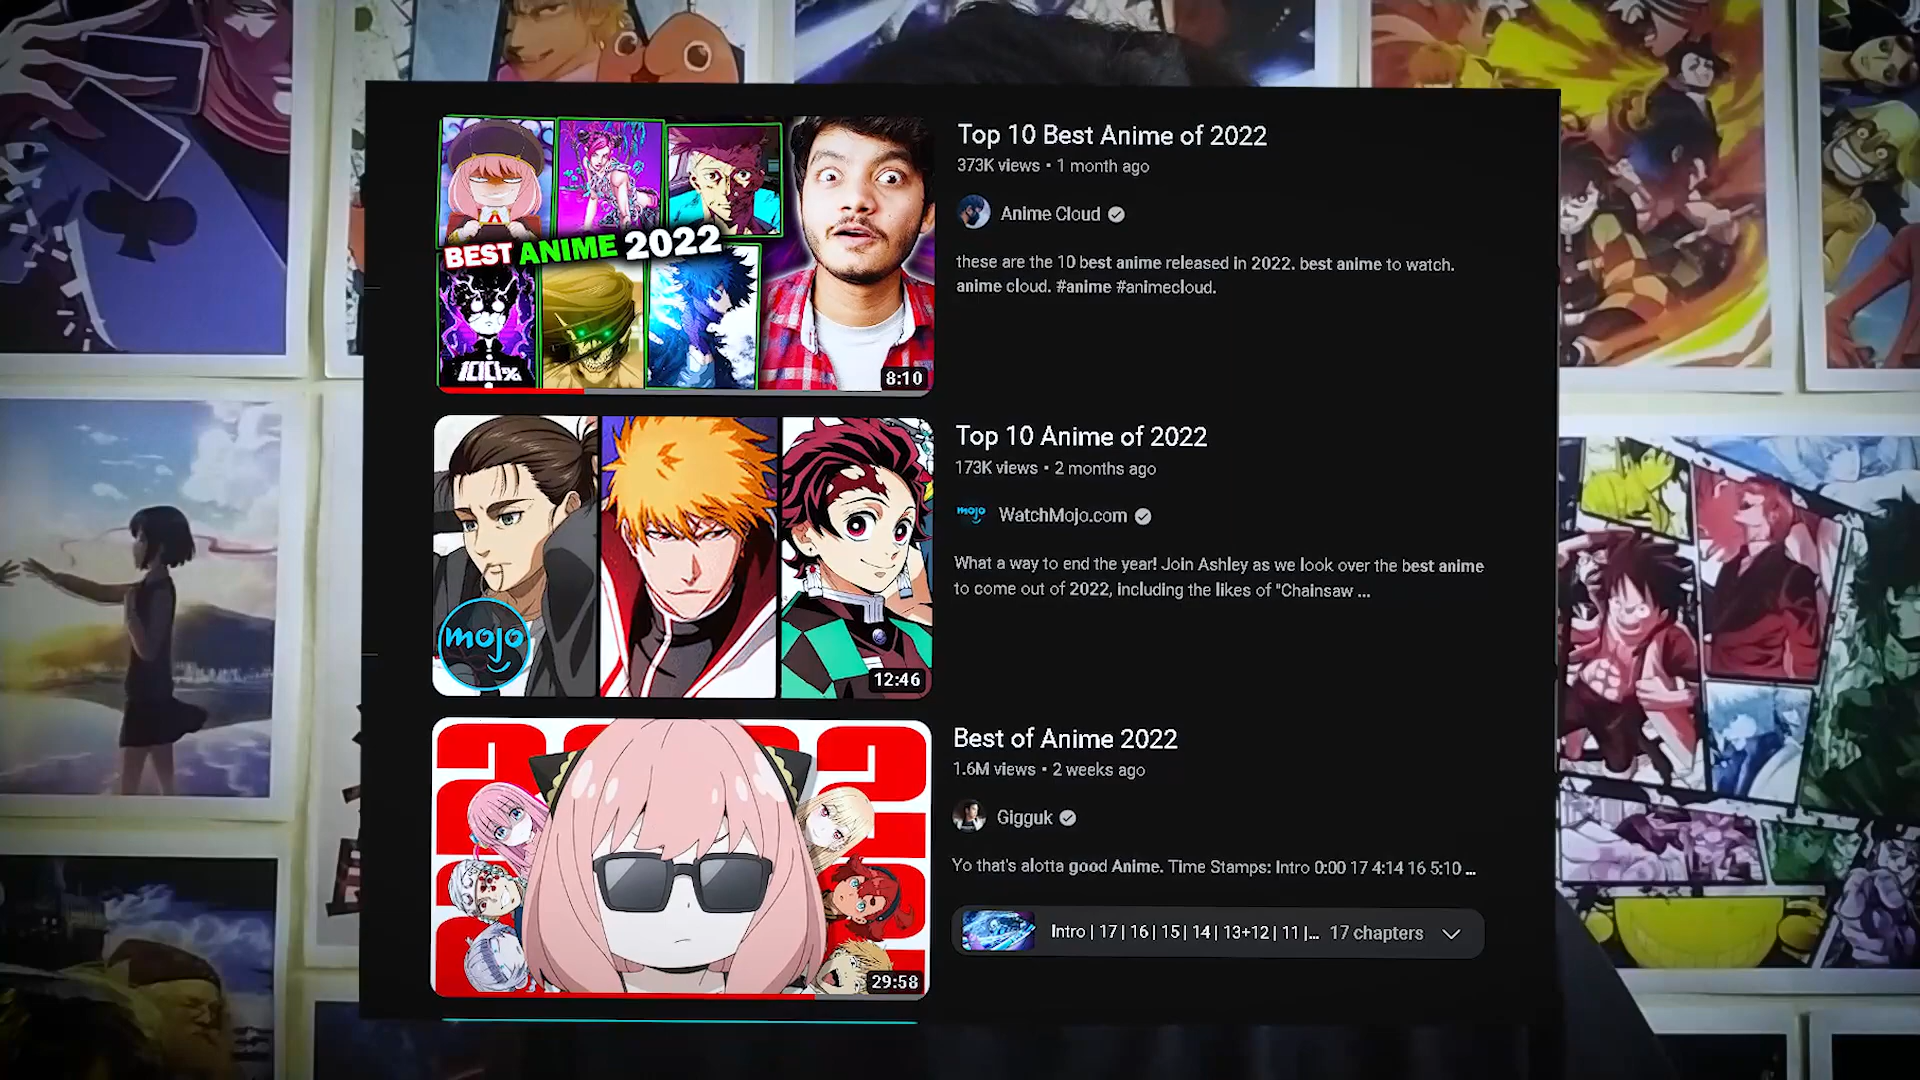 BEST ANIME 2022
100%
8:10
Top 10 Best Anime of 2022
373K views • 1 month ago
Anime Cloud
these are the 10 best anime released in 2022. best anime to watch.
anime cloud. #anime #animecloud.
mojo
12:46
Top 10 Anime of 2022
173K views • 2 months ago
mojo
WatchMojo.com
What a way to end the year! Join Ashley as we look over the best anime
to come out of 2022, including the likes of "Chainsaw ...
29:58
Best of Anime 2022
1.6M views • 2 weeks ago
Gigguk
Yo that's alotta good Anime. Time Stamps: Intro 0:00 17 4:14 16 5:10 ...
Intro | 17 | 16 | 15 | 14 | 13+12 | 11 |... 17 chapters